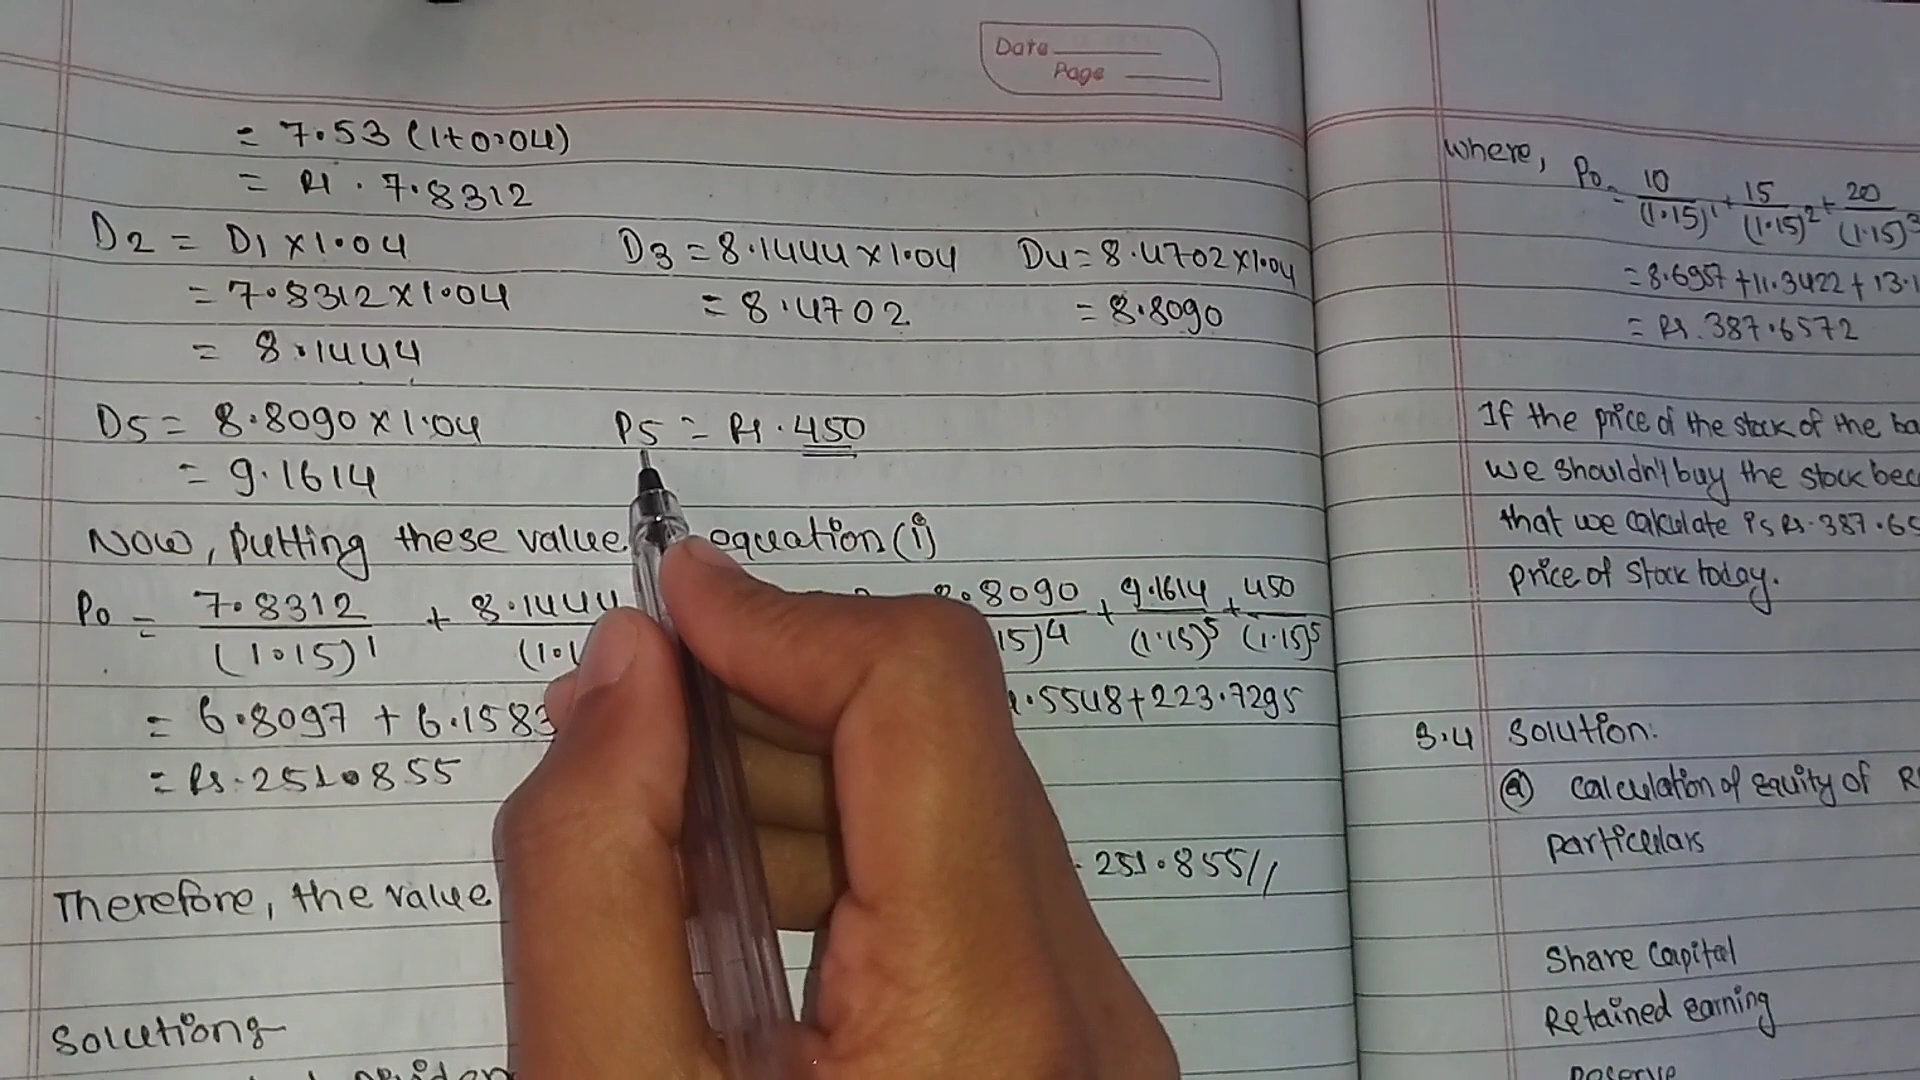 Date
Page
= 7.53 (1+0.04)
= Rs. 7.8312
D2 = D1 x 1.04
= 7.8312 x 1.04
= 8.1444
D3 = 8.1444 x 1.04
= 8.4702
D4 = 8.4702 x 1.04
= 8.8090
D5 = 8.8090 x 1.04
= 9.1614
P5 = Rs. 450
Now, putting these value equation (i)
P0 = 7.8312/(1.15)^1 + 8.1444 8.8090/15)^4 + 9.1614/(1.15)^5 + 450/(1.15)^5
= 6.8097 + 6.1583 .5548 + 223.7295
= Rs. 251.855
Therefore, the value 251.855//
Solution
where, P0 = 10/(1.15)^1 + 15/(1.15)^2 + 20/(1.15)^3
= 8.6957 + 11.3422 + 13.1
= Rs. 387.6572
If the price of the stock of the ba
we shouldn't buy the stock bec
that we calculate is Rs. 387.65
price of stock today.
3.4 Solution:
(a) calculation of equity of R
particulars
Share capital
Retained earning
Reserve